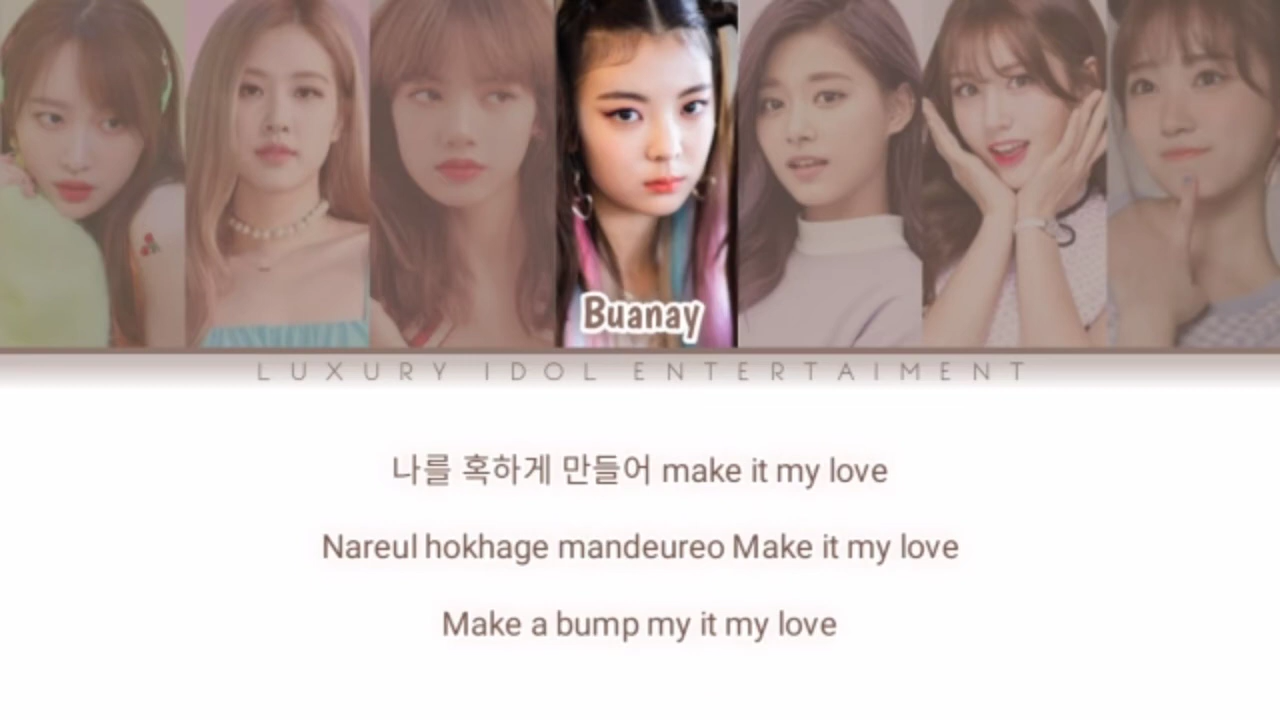 Buanay
LUXURY IDOL ENTERTAIMENT
나를 혹하게 만들어 make it my love
Nareul hokhage mandeureo Make it my love
Make a bump my it my love